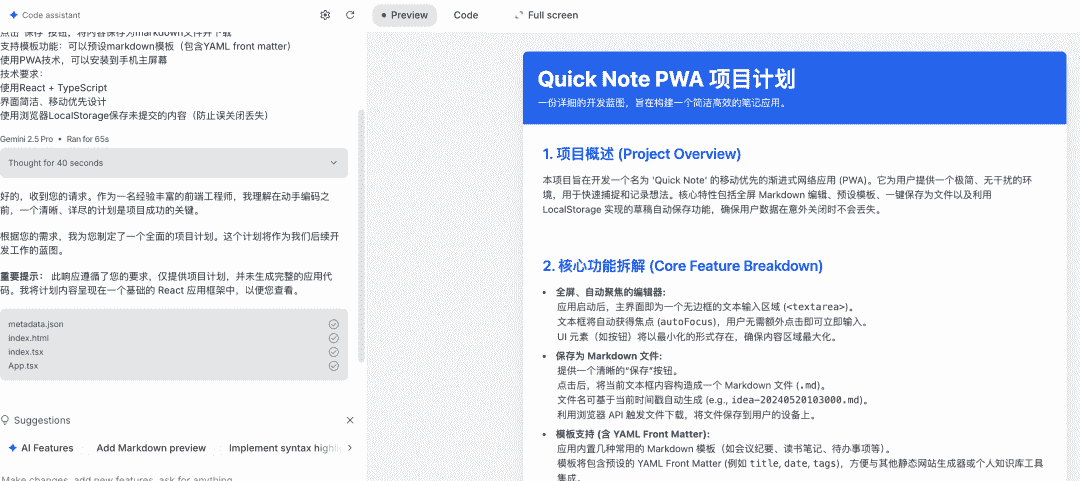 Code assistant
Preview
Code
Full screen
点击"保存"按钮，将内容保存为markdown文件并下载
支持模板功能：可以预设markdown模板（包含YAML front matter）
使用PWA技术，可以安装到手机主屏幕
技术要求：
使用React + TypeScript
界面简洁、移动优先设计
使用浏览器LocalStorage保存未提交的内容（防止误关闭丢失）
Gemini 2.5 Pro • Ran for 65s
Thought for 40 seconds
好的，收到您的请求。作为一名经验丰富的前端工程师，我理解在动手编码之
前，一个清晰、详尽的计划是项目成功的关键。
根据您的需求，我为您制定了一个全面的项目计划。这个计划将作为我们后续开
发工作的蓝图。
重要提示： 此响应遵循了您的要求，仅提供项目计划，并未生成完整的应用代
码。我将计划内容呈现在一个基础的 React 应用框架中，以便您查看。
metadata.json
index.html
index.tsx
App.tsx
Suggestions
AI Features
Add Markdown preview
Implement syntax highli
Make changes, add new features, ask for anything
Quick Note PWA 项目计划
一份详细的开发蓝图，旨在构建一个简洁高效的笔记应用。
1. 项目概述 (Project Overview)
本项目旨在开发一个名为 'Quick Note' 的移动优先的渐进式网络应用 (PWA)。它为用户提供一个极简、无干扰的环
境，用于快速捕捉和记录想法。核心特性包括全屏 Markdown 编辑、预设模板、一键保存为文件以及利用
LocalStorage 实现的草稿自动保存功能，确保用户数据在意外关闭时不会丢失。
2. 核心功能拆解 (Core Feature Breakdown)
• 全屏、自动聚焦的编辑器:
应用启动后，主界面即为一个无边框的文本输入区域 (<textarea>)。
文本框将自动获得焦点 (autoFocus)，用户无需额外点击即可立即输入。
UI 元素（如按钮）将以最小化的形式存在，确保内容区域最大化。
• 保存为 Markdown 文件:
提供一个清晰的“保存”按钮。
点击后，将当前文本框内容构造成一个 Markdown 文件 (.md)。
文件名可基于当前时间戳自动生成 (e.g., idea-20240520103000.md)。
利用浏览器 API 触发文件下载，将文件保存到用户的设备上。
• 模板支持 (含 YAML Front Matter):
应用内置几种常用的 Markdown 模板（如会议纪要、读书笔记、待办事项等）。
模板将包含预设的 YAML Front Matter (例如 title, date, tags)，方便与其他静态网站生成器或个人知识库工具
集成。